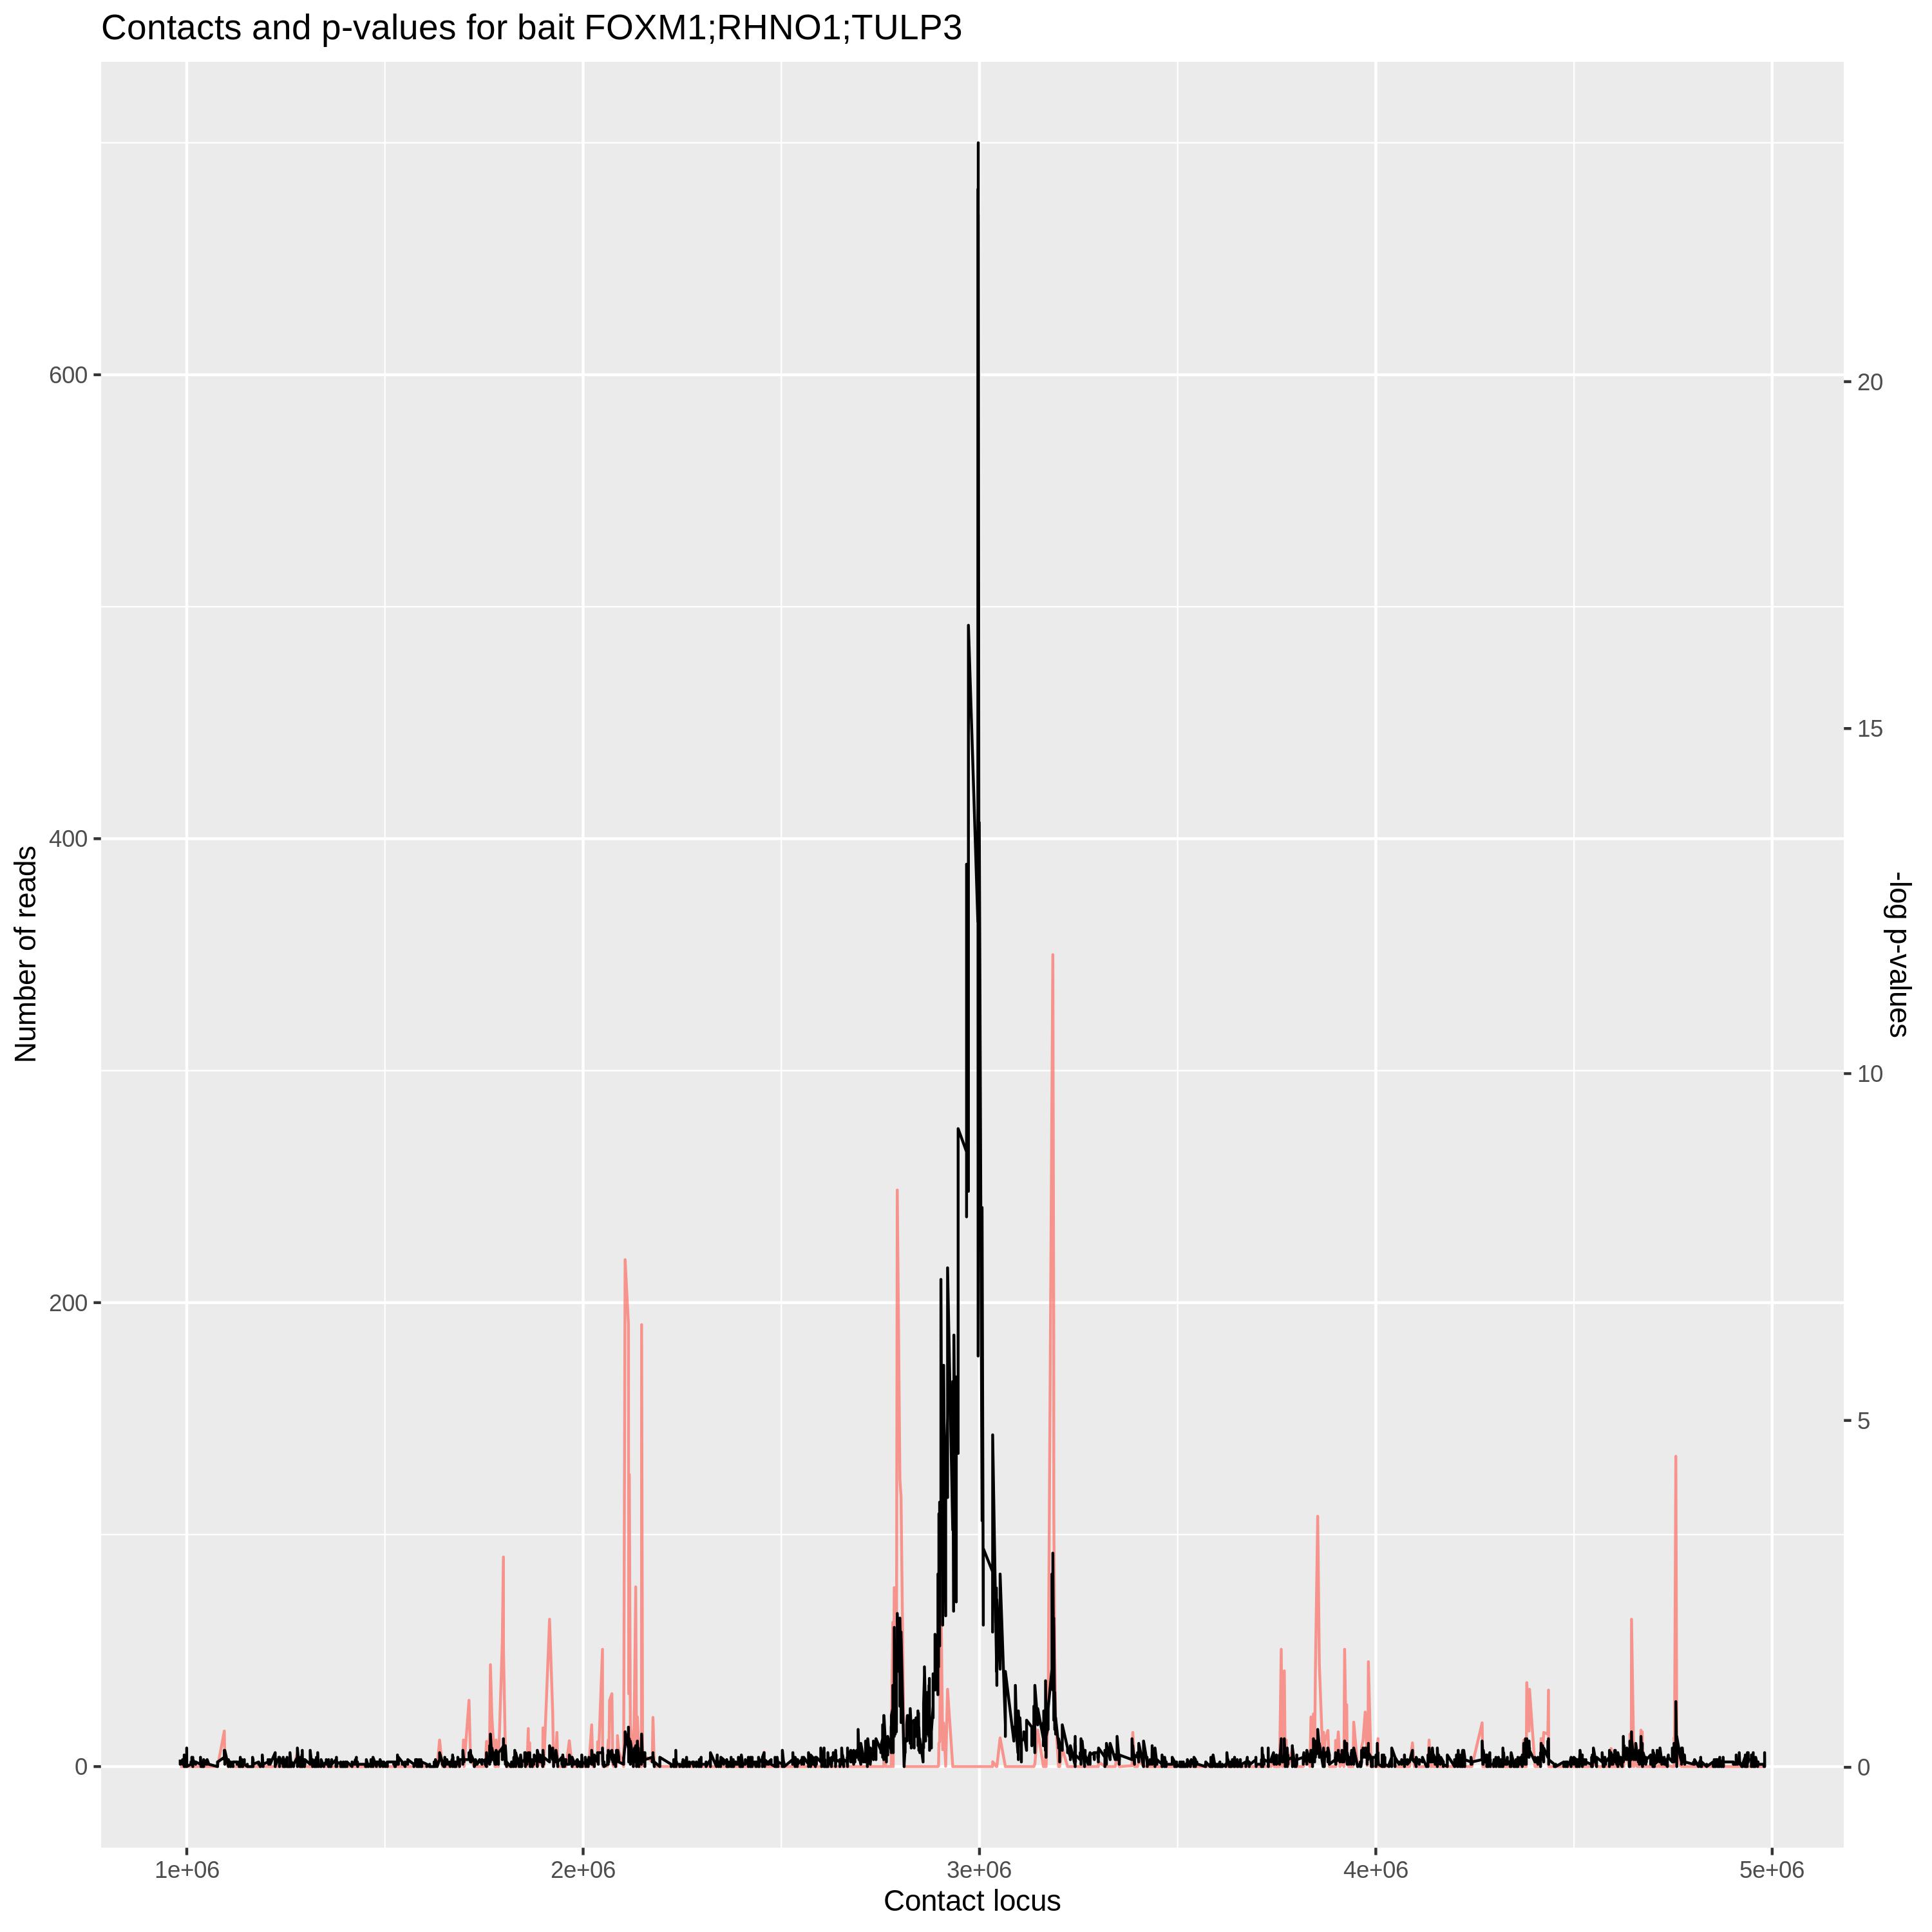 Contacts and p-values for bait FOXM1;RHNO1;TULP3
600
400
200
0
20
15
10
5
0
Number of reads
-log p-values
1e+06
2e+06
3e+06
4e+06
5e+06
Contact locus